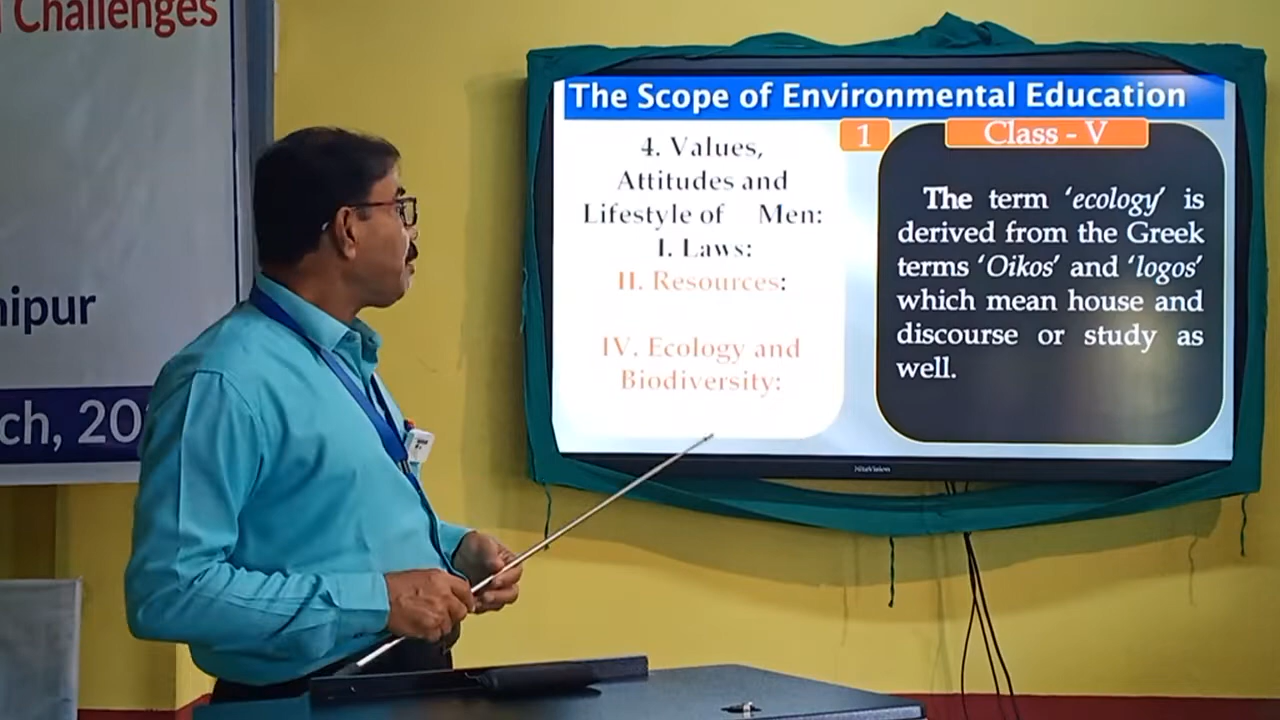 Challenges
nipur
ch, 20
The Scope of Environmental Education
4. Values,
Attitudes and
Lifestyle of Men:
I. Laws:
II. Resources:
IV. Ecology and
Biodiversity:
1
Class - V
The term ‘ecology’ is
derived from the Greek
terms ‘Oikos’ and ‘logos’
which mean house and
discourse or study as
well.